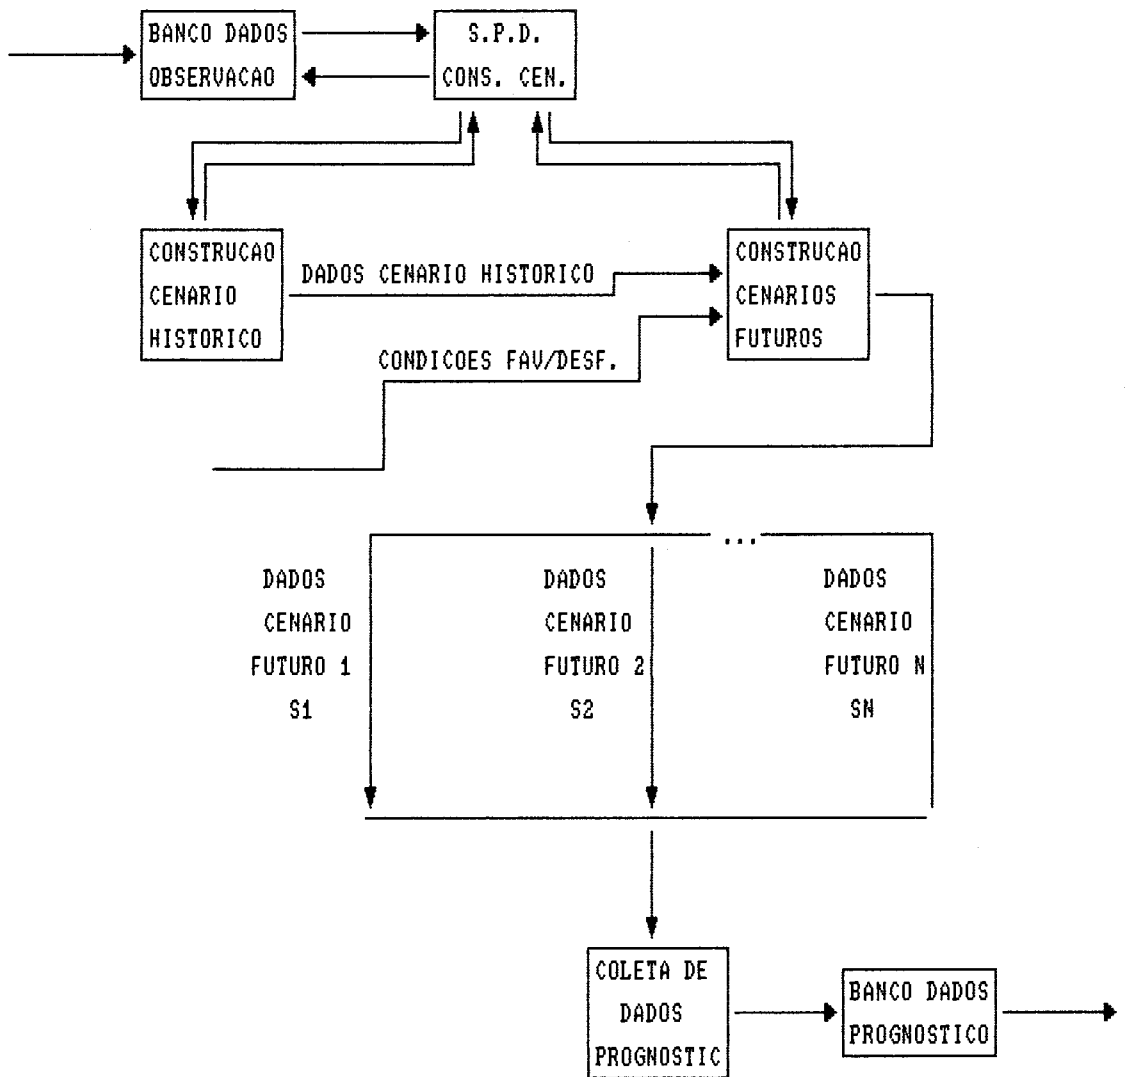 BANCO DADOS
OBSERVACAO
S.P.D.
CONS. CEN.
CONSTRUCAO
CENARIO
HISTORICO
DADOS CENARIO HISTORICO
CONDICOES FAV/DESF.
CONSTRUCAO
CENARIOS
FUTUROS
...
DADOS
CENARIO
FUTURO 1
S1
DADOS
CENARIO
FUTURO 2
S2
DADOS
CENARIO
FUTURO N
SN
COLETA DE
DADOS
PROGNOSTIC
BANCO DADOS
PROGNOSTICO